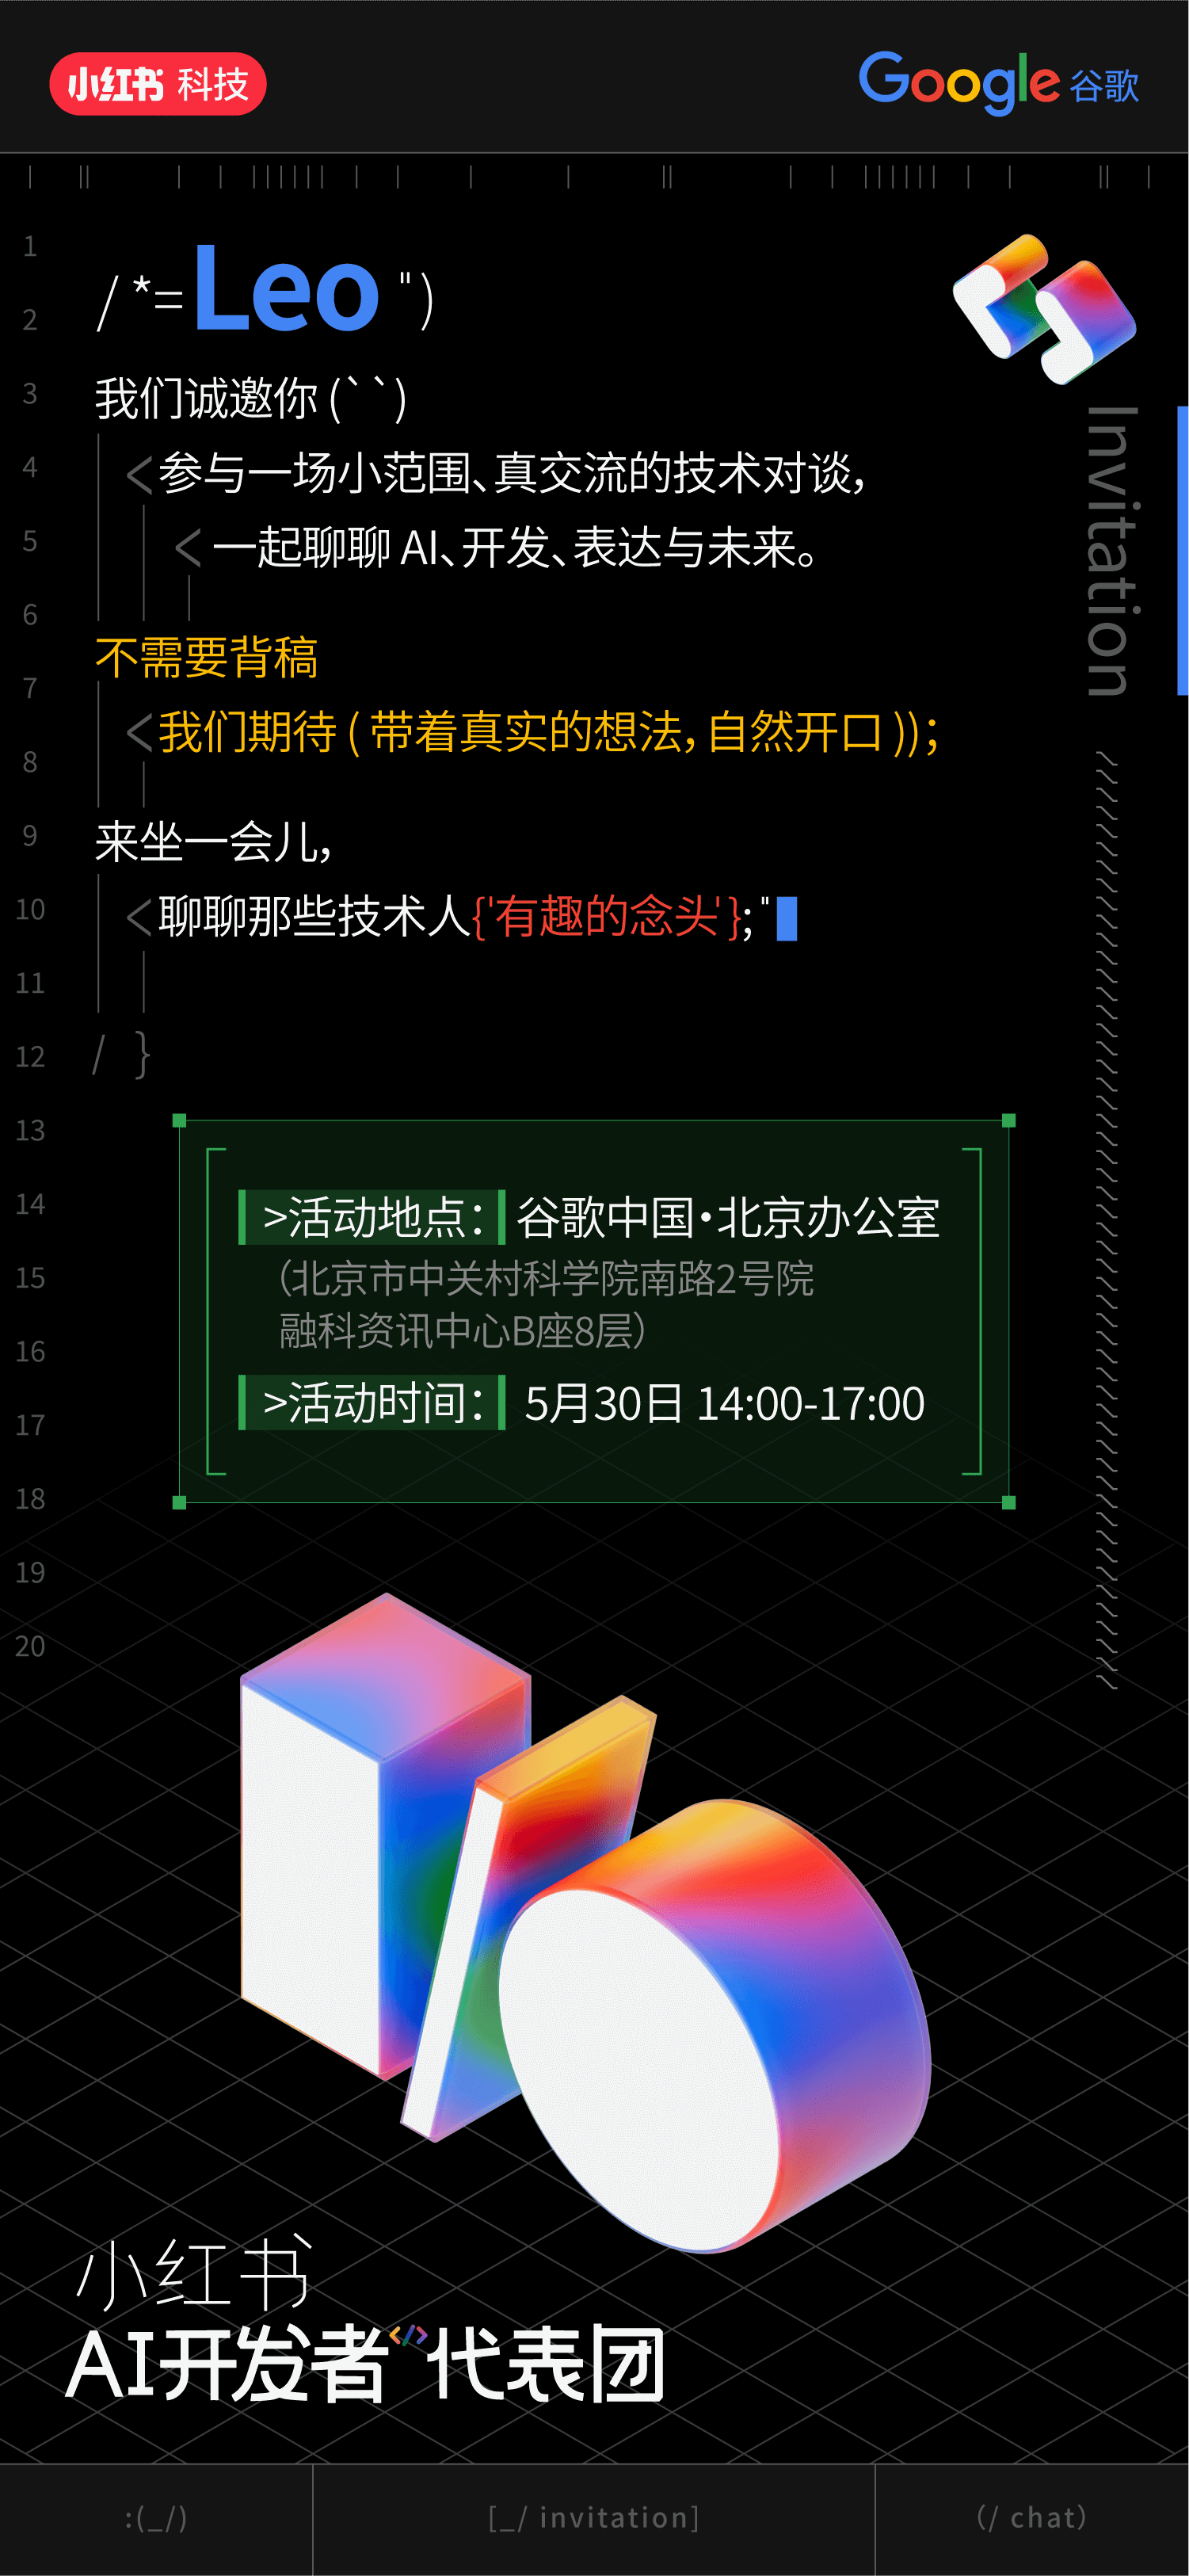 小红书 科技
Google 谷歌
1
/ *= Leo ")
2
3
我们诚邀你 (` `)
4
<参与一场小范围、真交流的技术对谈，
5
< 一起聊聊 AI、开发、表达与未来。
Invitation
6
不需要背稿
7
<我们期待 ( 带着真实的想法，自然开口 ))；
8
9
来坐一会儿，
10
<聊聊那些技术人{'有趣的念头'}；"
11
12
/ }
13
14
>活动地点： 谷歌中国·北京办公室
15
（北京市中关村科学院南路2号院
16
融科资讯中心B座8层）
17
>活动时间： 5月30日 14:00-17:00
18
19
20
小红书
AI开发者</>代表团
:(_/)
[_/ invitation]
(/ chat)